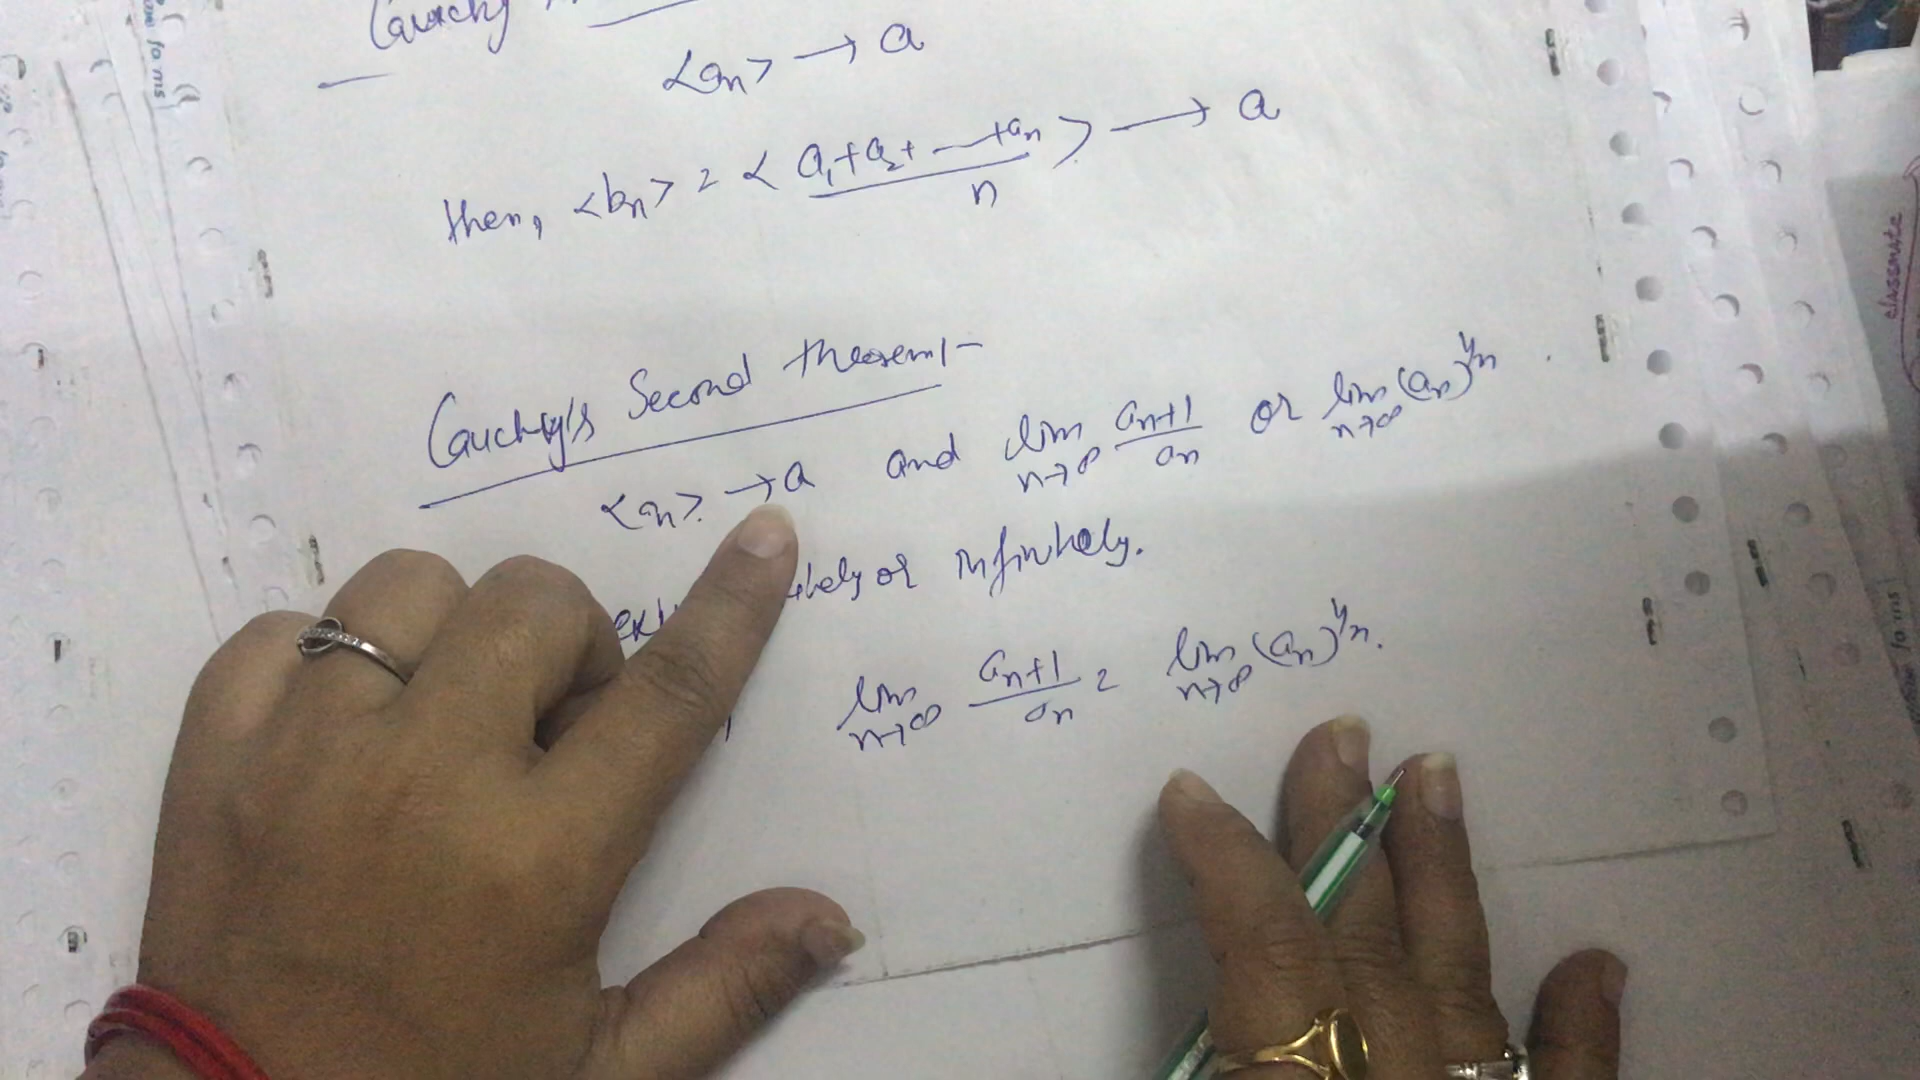 Cauchy
<an> → a
then, <bn> = < a1+a2+ —+an / n > → a
Cauchy's Second theorem:-
<an> → a and lim n→∞ an+1/an or lim n→∞ (an)^1/n
or infinitely.
lim n→∞ an+1/an = lim n→∞ (an)^1/n.
classmate